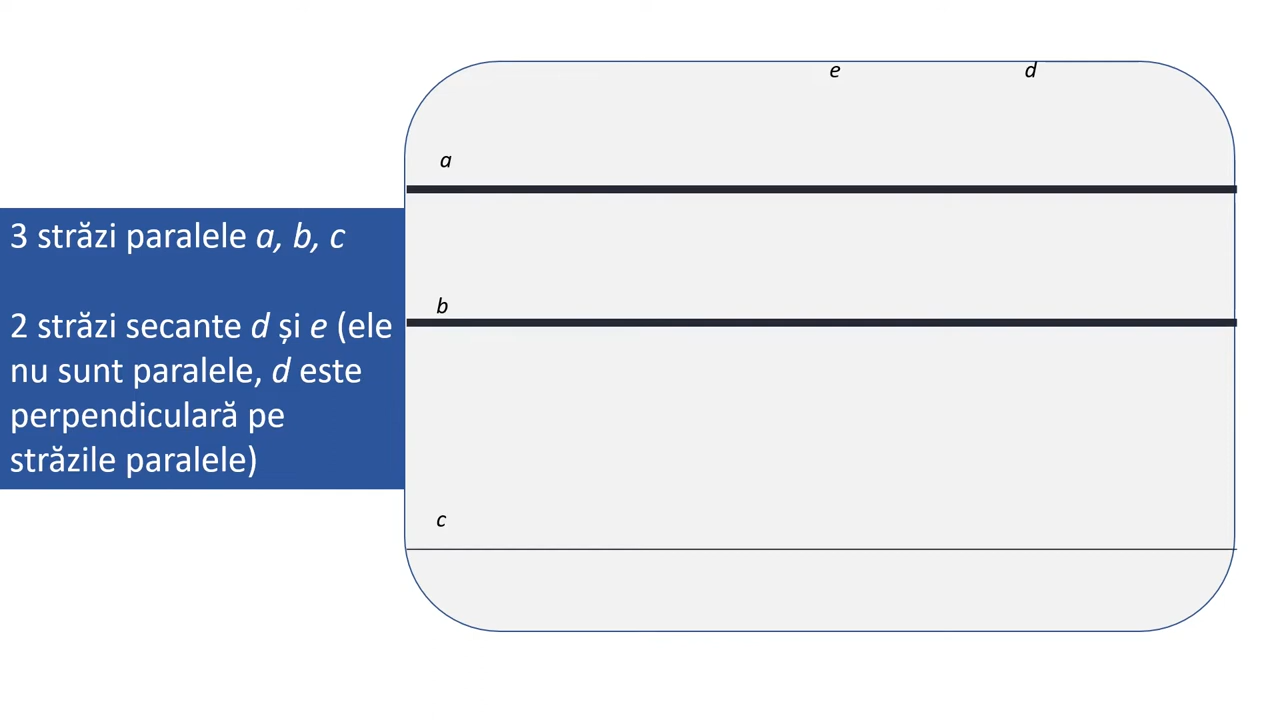 e d
a
3 străzi paralele a, b, c
b
2 străzi secante d și e (ele
nu sunt paralele, d este
perpendiculară pe
străzile paralele)
c